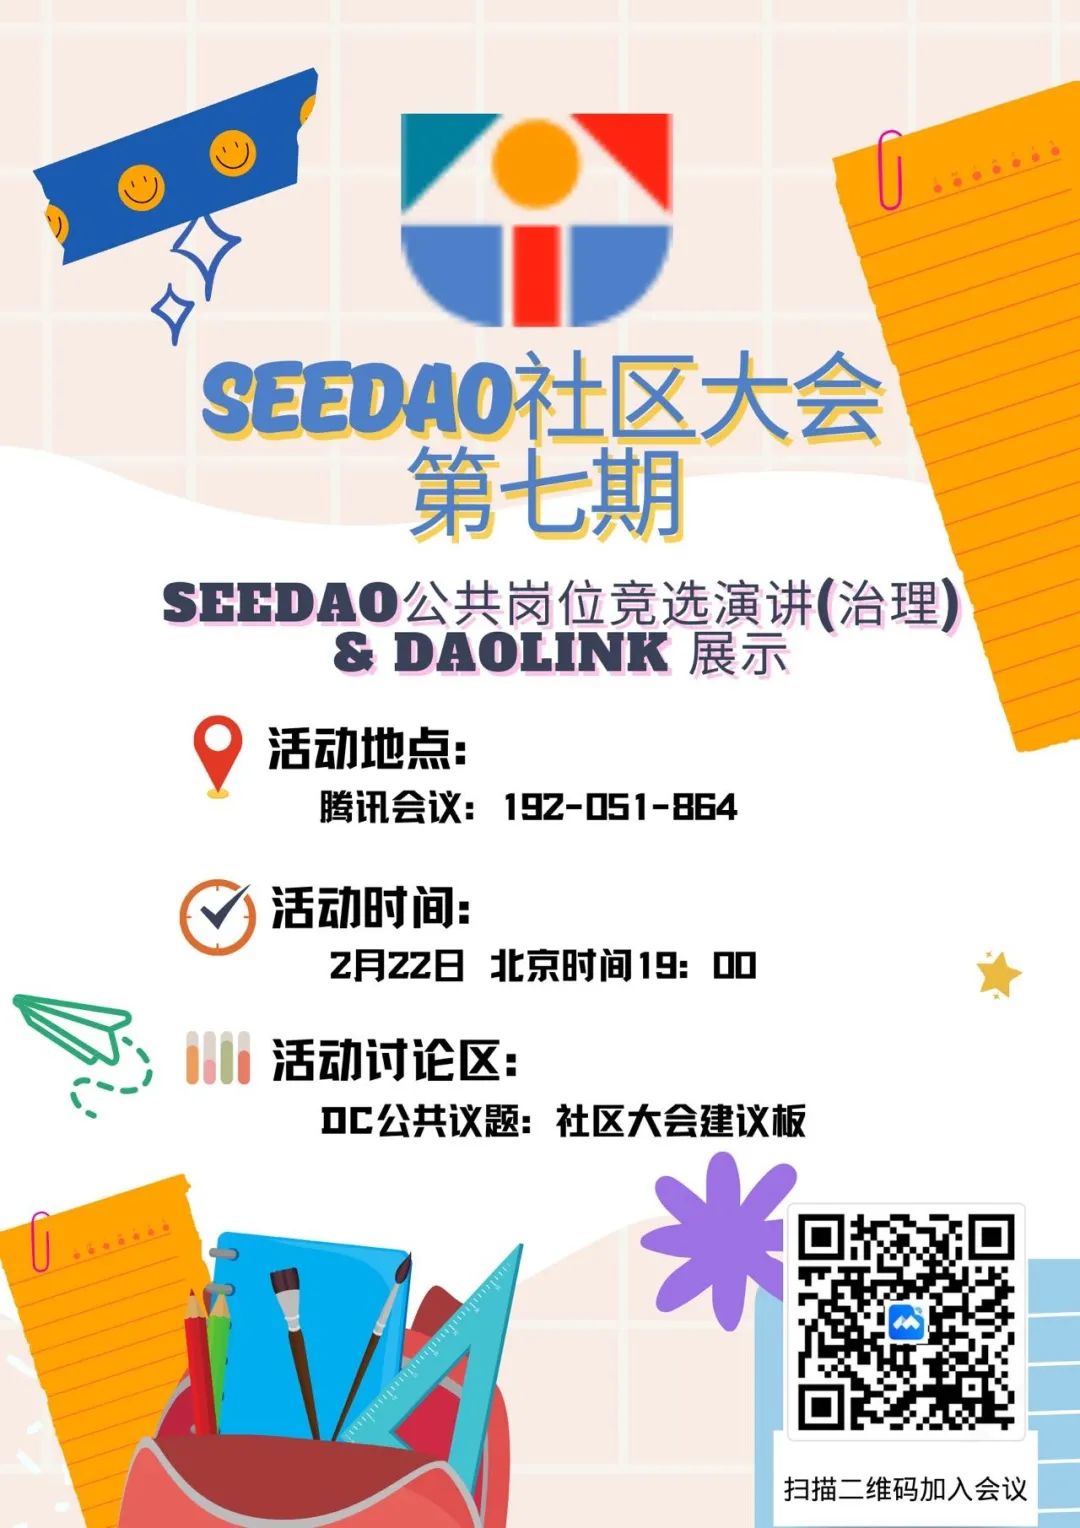 SEEDAO社区大会
第七期
SEEDAO公共岗位竞选演讲(治理)
& DAOLINK 展示
活动地点:
腾讯会议: 192-051-864
活动时间:
2月22日 北京时间19: 00
活动讨论区:
DC公共议题: 社区大会建议板
扫描二维码加入会议